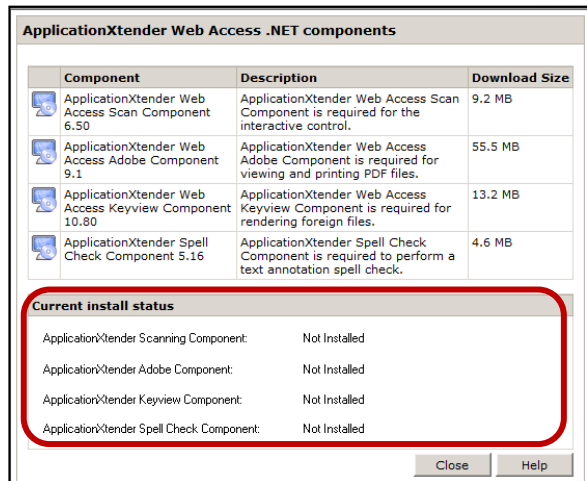 ApplicationXtender Web Access .NET components
Component Description Download Size
ApplicationXtender Web ApplicationXtender Web Access Scan 9.2 MB
Access Scan Component Component is required for the
6.50 interactive control.
ApplicationXtender Web ApplicationXtender Web Access 55.5 MB
Access Adobe Component Adobe Component is required for
9.1 viewing and printing PDF files.
ApplicationXtender Web ApplicationXtender Web Access 13.2 MB
Access Keyview Component Keyview Component is required for
10.80 rendering foreign files.
ApplicationXtender Spell ApplicationXtender Spell Check 4.6 MB
Check Component 5.16 Component is required to perform a
text annotation spell check.
Current install status
ApplicationXtender Scanning Component: Not Installed
ApplicationXtender Adobe Component: Not Installed
ApplicationXtender Keyview Component: Not Installed
ApplicationXtender Spell Check Component: Not Installed
Close Help